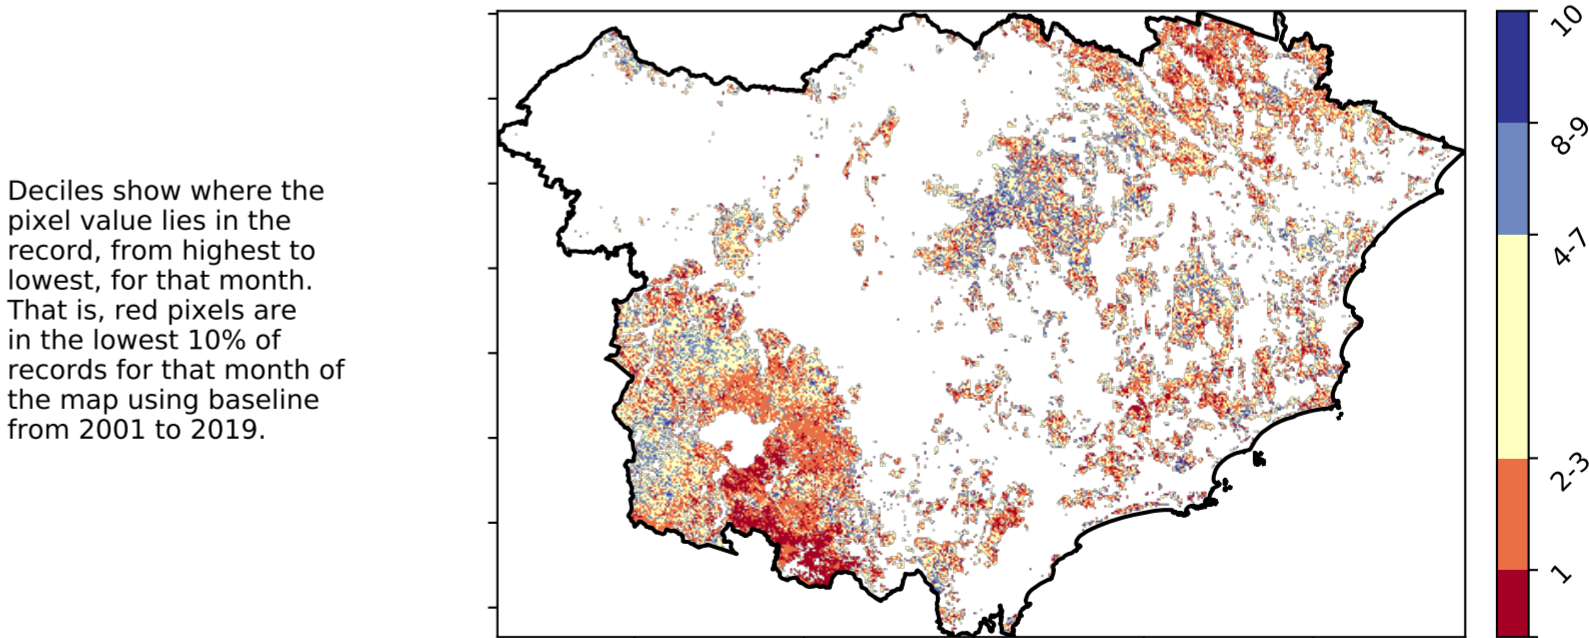 Deciles show where the
pixel value lies in the
record, from highest to
lowest, for that month.
That is, red pixels are
in the lowest 10% of
records for that month of
the map using baseline
from 2001 to 2019.
10
8-9
4-7
2-3
1